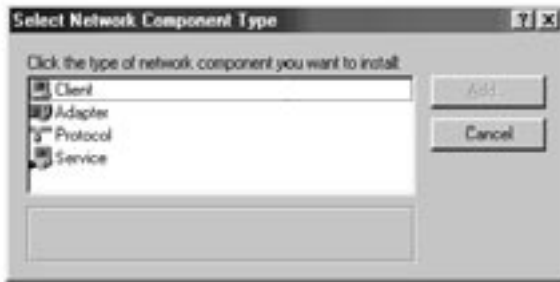 Select Network Component Type
Click the type of network component you want to install:
Client
Adapter
Protocol
Service
Add...
Cancel